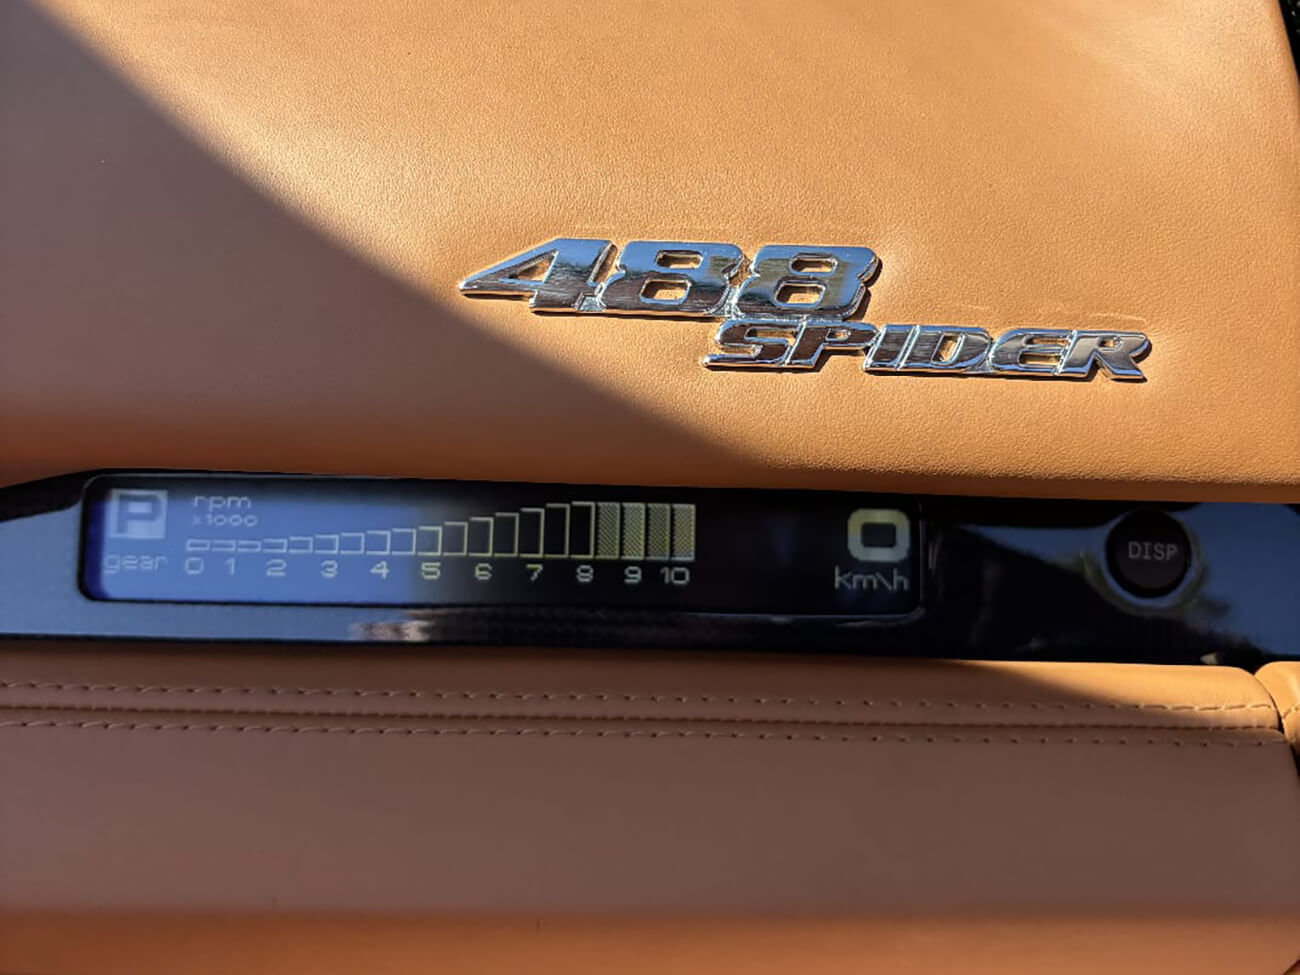 488
SPIDER
P
rpm
x1000
gear
0 1 2 3 4 5 6 7 8 9 10
0
km\h
DISP